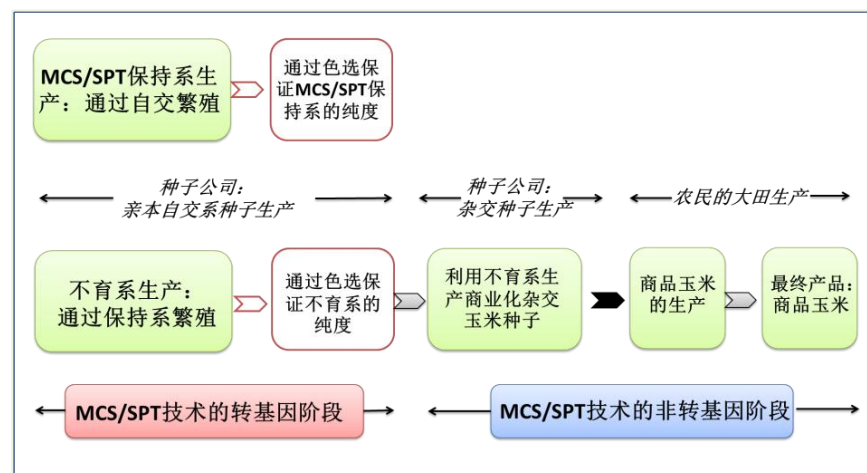 MCS/SPT保持系生
产：通过自交繁殖
通过色选保
证MCS/SPT保
持系的纯度
种子公司：
亲本自交系种子生产
种子公司：
杂交种子生产
农民的大田生产
不育系生产：
通过保持系繁殖
通过色选保
证不育系的
纯度
利用不育系生
产商业化杂交
玉米种子
商品玉米
的生产
最终产品：
商品玉米
MCS/SPT技术的转基因阶段
MCS/SPT技术的非转基因阶段